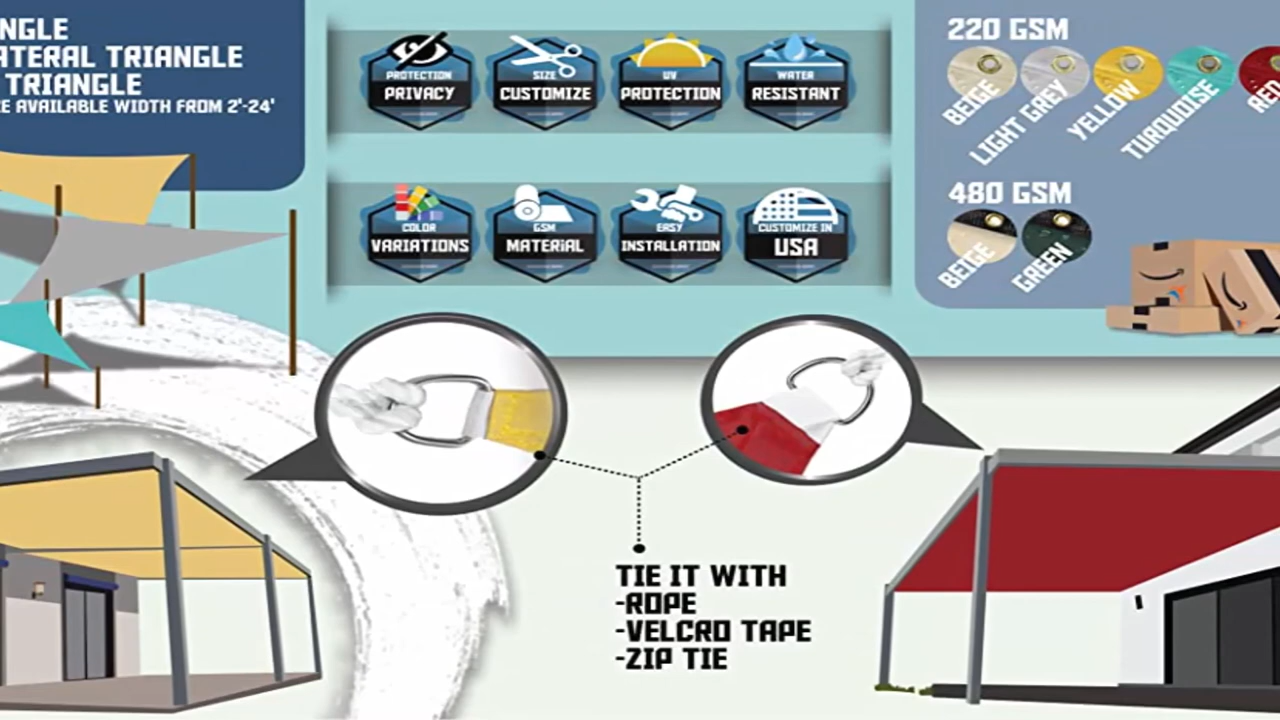 NGLE
ATERAL TRIANGLE
TRIANGLE
RE AVAILABLE WIDTH FROM 2'-24'
PROTECTION
PRIVACY
SIZE
CUSTOMIZE
UV
PROTECTION
WATER
RESISTANT
COLOR
VARIATIONS
GSM
MATERIAL
EASY
INSTALLATION
CUSTOMIZE IN
USA
220 GSM
BEIGE
LIGHT GREY
YELLOW
TURQUOISE
RED
480 GSM
BEIGE
GREEN
TIE IT WITH
-ROPE
-VELCRO TAPE
-ZIP TIE